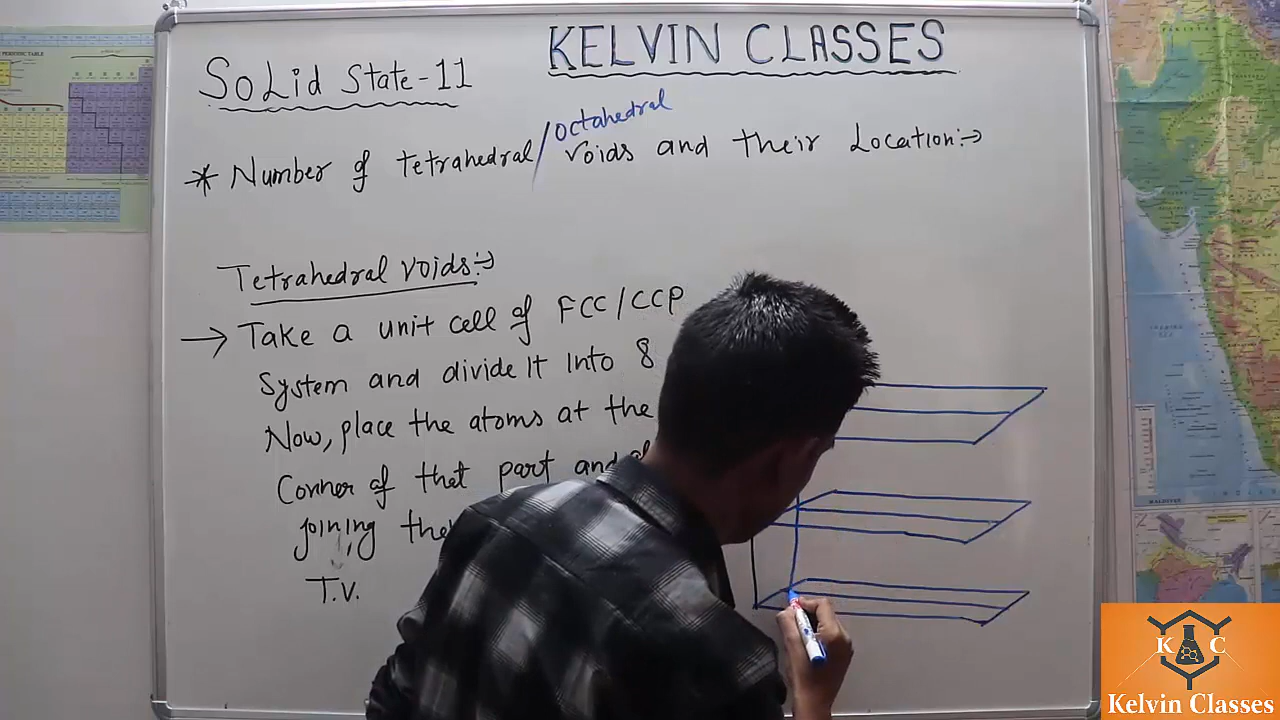 KELVIN CLASSES
Solid State-11
* Number of tetrahedral/octahedral voids and their Location:→
Tetrahedral voids:→
→ Take a unit cell of FCC/CCP
System and divide It Into 8
Now, place the atoms at the
Corner of that part and
joining
T.V.
PERIODIC TABLE
K C
Kelvin Classes